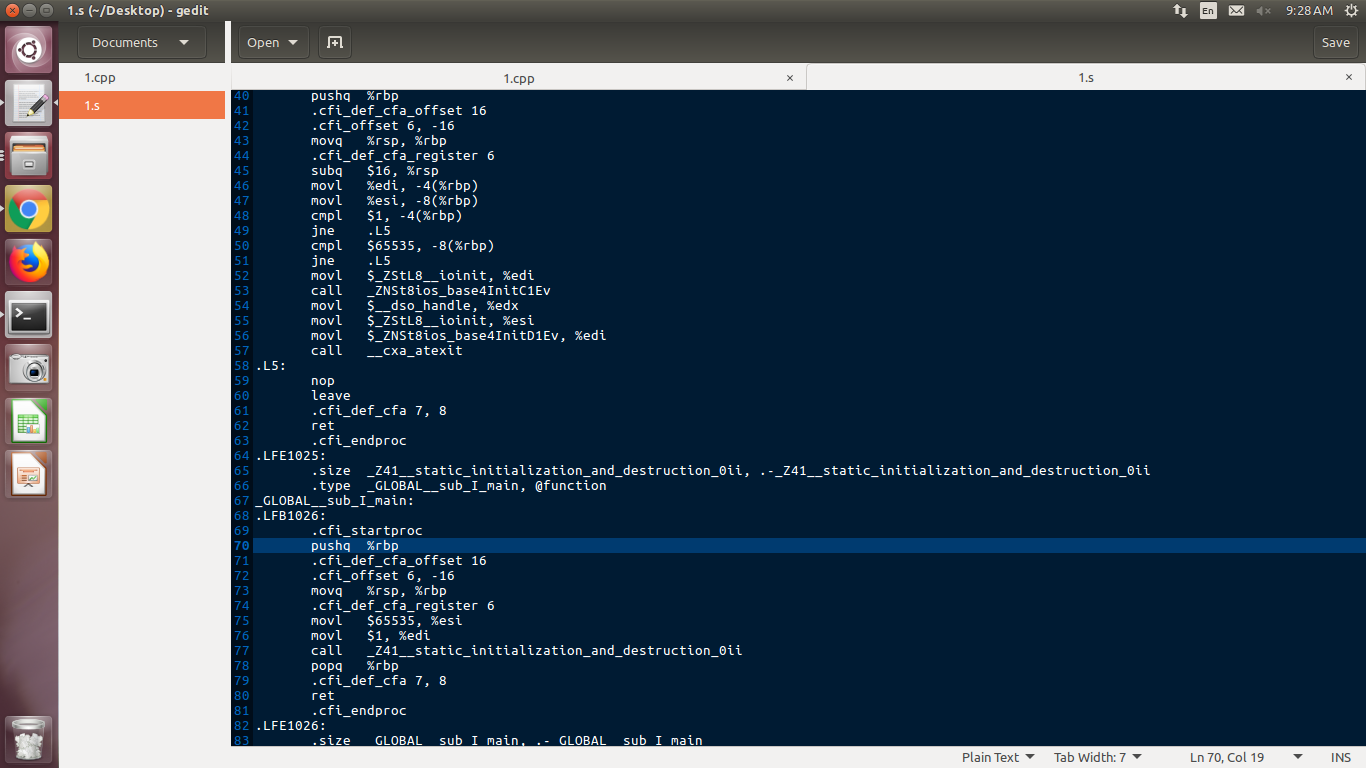 1.s (~/Desktop) - gedit
En
9:28 AM
Documents
Open
Save
1.cpp
1.s
1.cpp ×
1.s ×
40 pushq %rbp
41 .cfi_def_cfa_offset 16
42 .cfi_offset 6, -16
43 movq %rsp, %rbp
44 .cfi_def_cfa_register 6
45 subq $16, %rsp
46 movl %edi, -4(%rbp)
47 movl %esi, -8(%rbp)
48 cmpl $1, -4(%rbp)
49 jne .L5
50 cmpl $65535, -8(%rbp)
51 jne .L5
52 movl $_ZStL8__ioinit, %edi
53 call _ZNSt8ios_base4InitC1Ev
54 movl $__dso_handle, %edx
55 movl $_ZStL8__ioinit, %esi
56 movl $_ZNSt8ios_base4InitD1Ev, %edi
57 call __cxa_atexit
58 .L5:
59 nop
60 leave
61 .cfi_def_cfa 7, 8
62 ret
63 .cfi_endproc
64 .LFE1025:
65 .size _Z41__static_initialization_and_destruction_0ii, .-_Z41__static_initialization_and_destruction_0ii
66 .type _GLOBAL__sub_I_main, @function
67 _GLOBAL__sub_I_main:
68 .LFB1026:
69 .cfi_startproc
70 pushq %rbp
71 .cfi_def_cfa_offset 16
72 .cfi_offset 6, -16
73 movq %rsp, %rbp
74 .cfi_def_cfa_register 6
75 movl $65535, %esi
76 movl $1, %edi
77 call _Z41__static_initialization_and_destruction_0ii
78 popq %rbp
79 .cfi_def_cfa 7, 8
80 ret
81 .cfi_endproc
82 .LFE1026:
83 .size _GLOBAL__sub_I_main, .-_GLOBAL__sub_I_main
Plain Text
Tab Width: 7
Ln 70, Col 19
INS